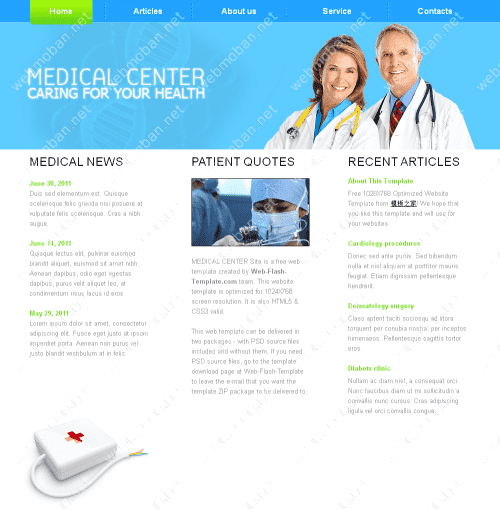 Home Articles About us Service Contacts
MEDICAL CENTER
CARING FOR YOUR HEALTH
MEDICAL NEWS
June 30, 2011
Duis sed elementum est. Quisque
scelerisque felis gravida nisi posuere at
vulputate felis scelerisque. Cras a nibh
augue.
June 14, 2011
Quisque lectus elit, pulvinar euismod
blandit aliquet, euismod sit amet nibh.
Aenean dapibus, odio eget egestas
dapibus, purus velit aliquet leo, at
condimentum risus lacus id eros
May 29, 2011
Lorem ipsum dolor sit amet, consectetur
adipiscing elit. Fusce eget justo at ipsum
imperdiet porta. Aenean non purus vel
justo blandit vestibulum at in felis.
PATIENT QUOTES
MEDICAL CENTER Site is a free web
template created by Web-Flash-
Template.com team. This website
template is optimized for 1024X768
screen resolution. It is also HTML5 &
CSS3 valid.
This web template can be delivered in
two packages - with PSD source files
included and without them. If you need
PSD source files, go to the template
download page at Web-Flash-Template
to leave the e-mail that you want the
template ZIP package to be delivered to.
RECENT ARTICLES
About This Template
Free 1028X768 Optimized Website
Template from 模板之家! We hope that
you like this template and will use for
your websites.
Cardiology procedures
Donec sed ante purus. Sed bibendum
nulla et nisl aliquam at porttitor mauris
feugiat. Etiam dignissim pellentesque
hendrerit.
Dermatology surgery
Class aptent taciti sociosqu ad litora
torquent per conubia nostra, per inceptos
himenaeos. Pellentesque sagittis tortor
eros
Diabets clinic
Nullam ac diam nisl, a consequat orci.
Nunc faucibus diam ut mi sollicitudin a
convallis nunc cursus. Cras adipiscing
ligula vel orci convallis congue.
webmoban.net